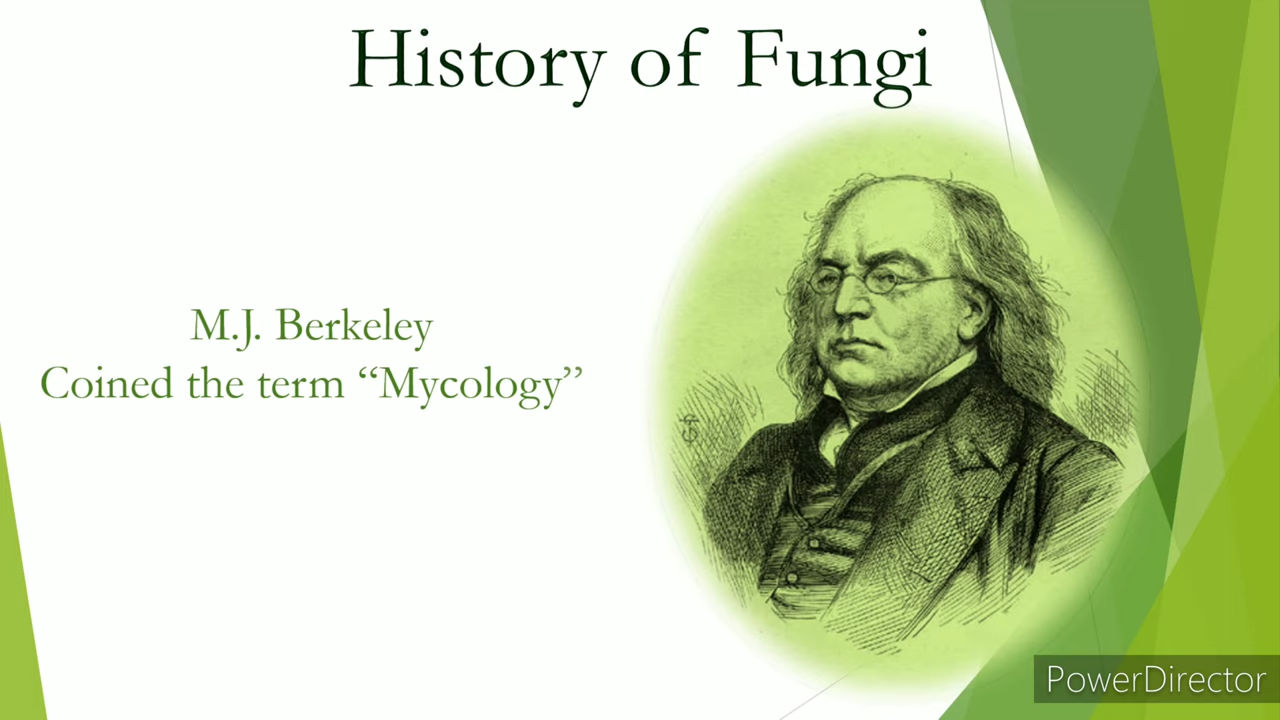 History of Fungi
M.J. Berkeley
Coined the term “Mycology”
PowerDirector